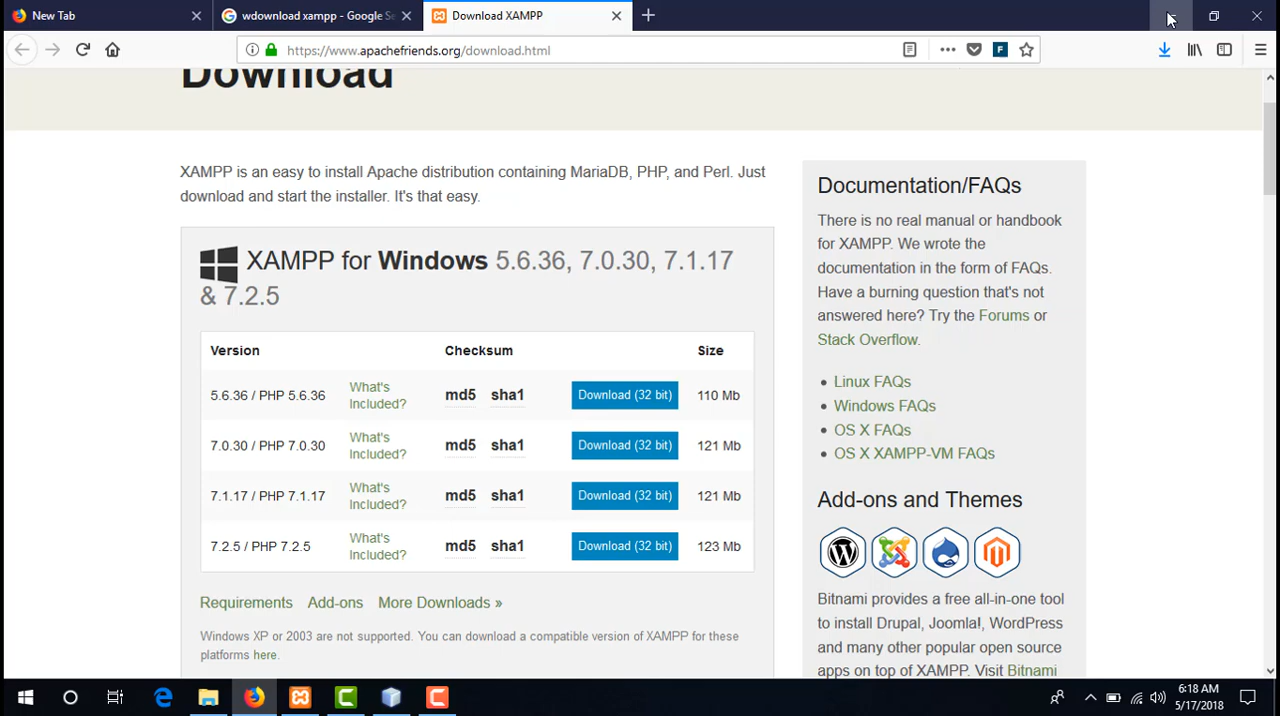 New Tab
wdownload xampp - Google Se
Download XAMPP
https://www.apachefriends.org/download.html
Download
XAMPP is an easy to install Apache distribution containing MariaDB, PHP, and Perl. Just
download and start the installer. It's that easy.
XAMPP for Windows 5.6.36, 7.0.30, 7.1.17
& 7.2.5
Version Checksum Size
5.6.36 / PHP 5.6.36 What's Included? md5 sha1 Download (32 bit) 110 Mb
7.0.30 / PHP 7.0.30 What's Included? md5 sha1 Download (32 bit) 121 Mb
7.1.17 / PHP 7.1.17 What's Included? md5 sha1 Download (32 bit) 121 Mb
7.2.5 / PHP 7.2.5 What's Included? md5 sha1 Download (32 bit) 123 Mb
Requirements Add-ons More Downloads »
Windows XP or 2003 are not supported. You can download a compatible version of XAMPP for these
platforms here.
Documentation/FAQs
There is no real manual or handbook
for XAMPP. We wrote the
documentation in the form of FAQs.
Have a burning question that's not
answered here? Try the Forums or
Stack Overflow.
Linux FAQs
Windows FAQs
OS X FAQs
OS X XAMPP-VM FAQs
Add-ons and Themes
Bitnami provides a free all-in-one tool
to install Drupal, Joomla!, WordPress
and many other popular open source
apps on top of XAMPP. Visit Bitnami
6:18 AM
5/17/2018